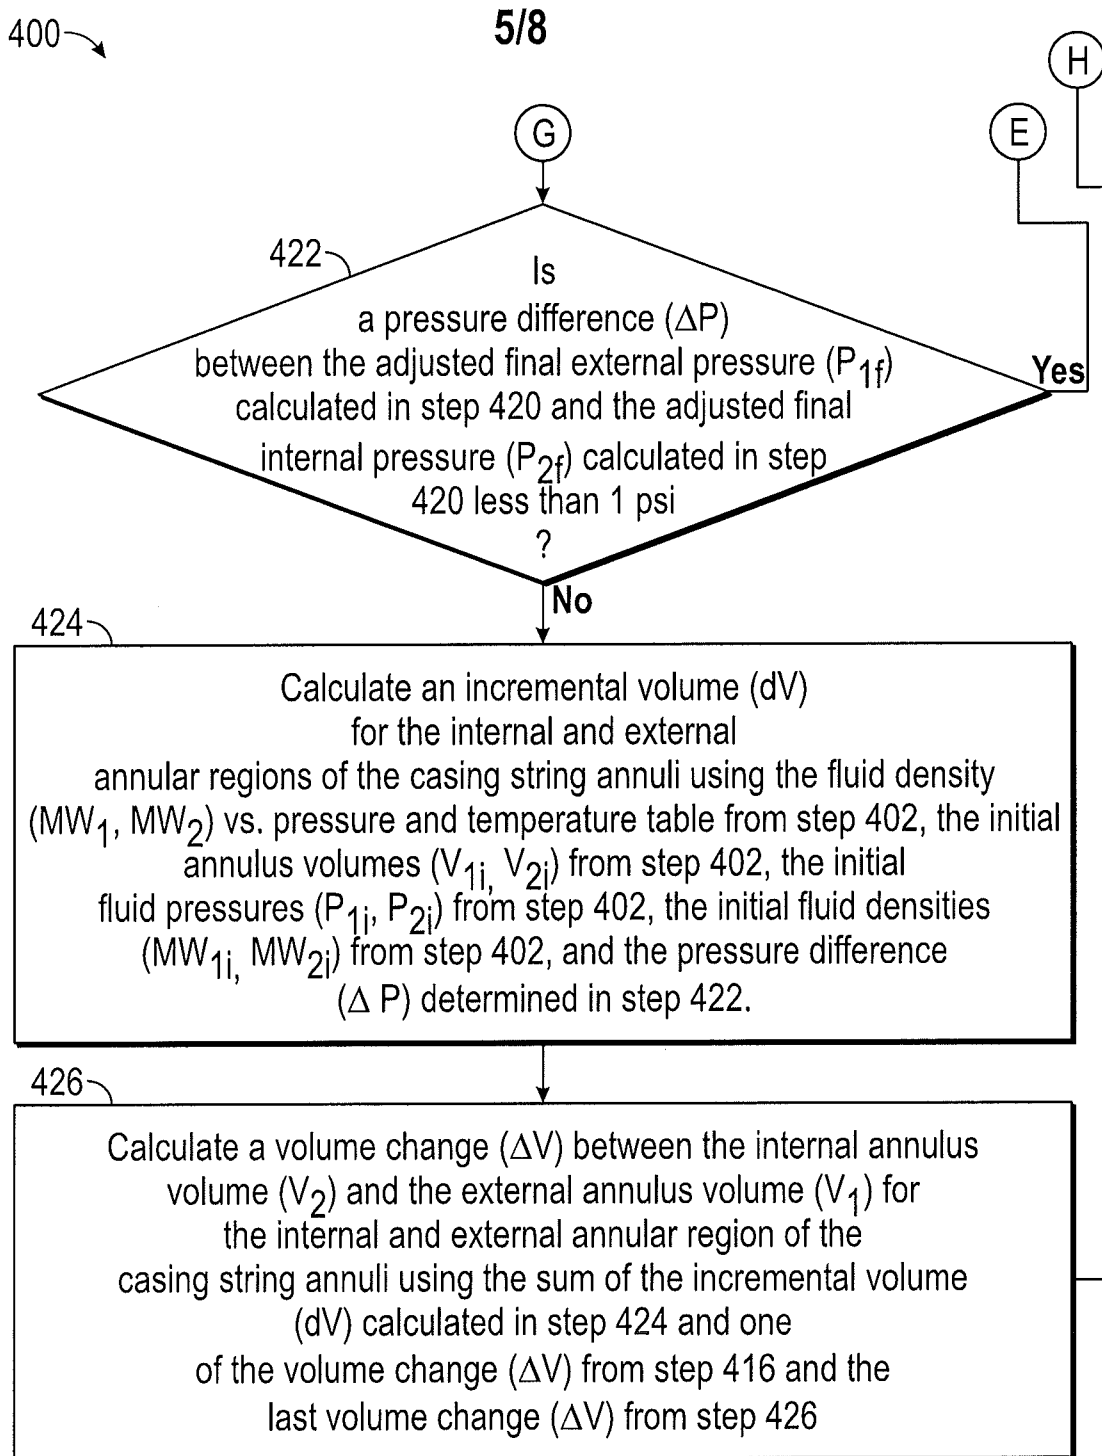 400
5/8
H
G
E
422
Is
a pressure difference (ΔP)
between the adjusted final external pressure (P1f)
Yes
calculated in step 420 and the adjusted final
internal pressure (P2f) calculated in step
420 less than 1 psi
?
No
424
Calculate an incremental volume (dV)
for the internal and external
annular regions of the casing string annuli using the fluid density
(MW1, MW2) vs. pressure and temperature table from step 402, the initial
annulus volumes (V1i, V2i) from step 402, the initial
fluid pressures (P1i, P2i) from step 402, the initial fluid densities
(MW1i, MW2i) from step 402, and the pressure difference
(Δ P) determined in step 422.
426
Calculate a volume change (ΔV) between the internal annulus
volume (V2) and the external annulus volume (V1) for
the internal and external annular region of the
casing string annuli using the sum of the incremental volume
(dV) calculated in step 424 and one
of the volume change (ΔV) from step 416 and the
last volume change (ΔV) from step 426